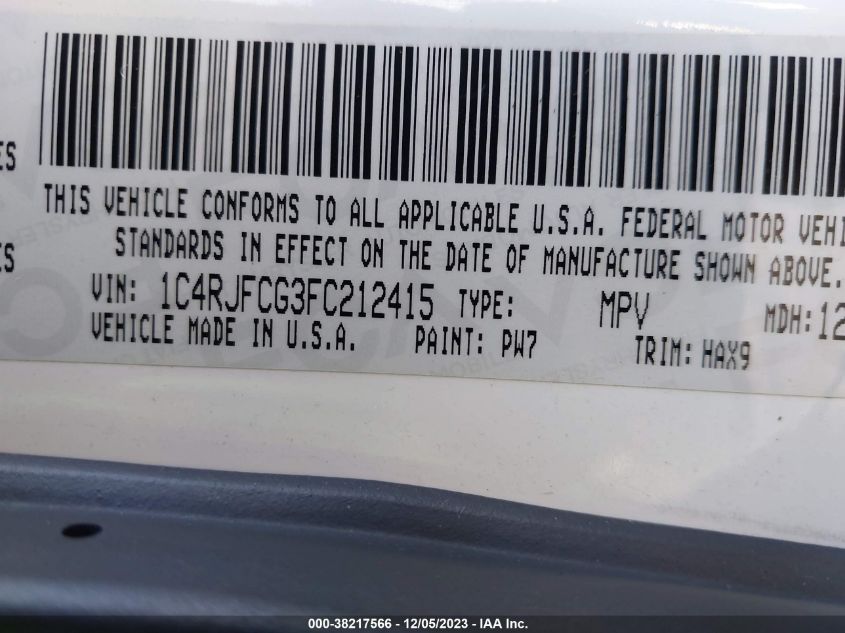 ES
THIS VEHICLE CONFORMS TO ALL APPLICABLE U.S.A. FEDERAL MOTOR VEHI
STANDARDS IN EFFECT ON THE DATE OF MANUFACTURE SHOWN ABOVE.
ES
VIN: 1C4RJFCG3FC212415 TYPE: MPV MDH:12
VEHICLE MADE IN U.S.A. PAINT: PW7 TRIM: HAX9
000-38217566 - 12/05/2023 - IAA Inc.